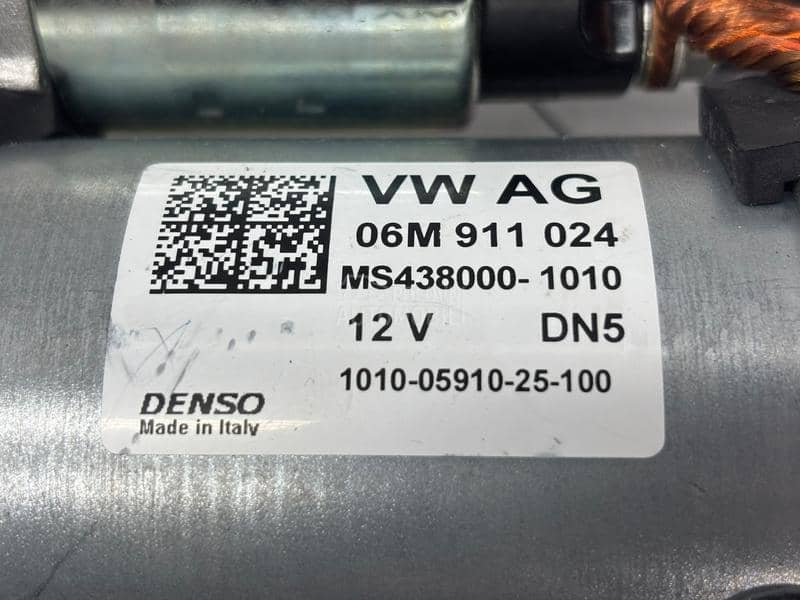 VW AG
06M 911 024
MS438000-1010
12 V DN5
1010-05910-25-100
DENSO
Made in Italy